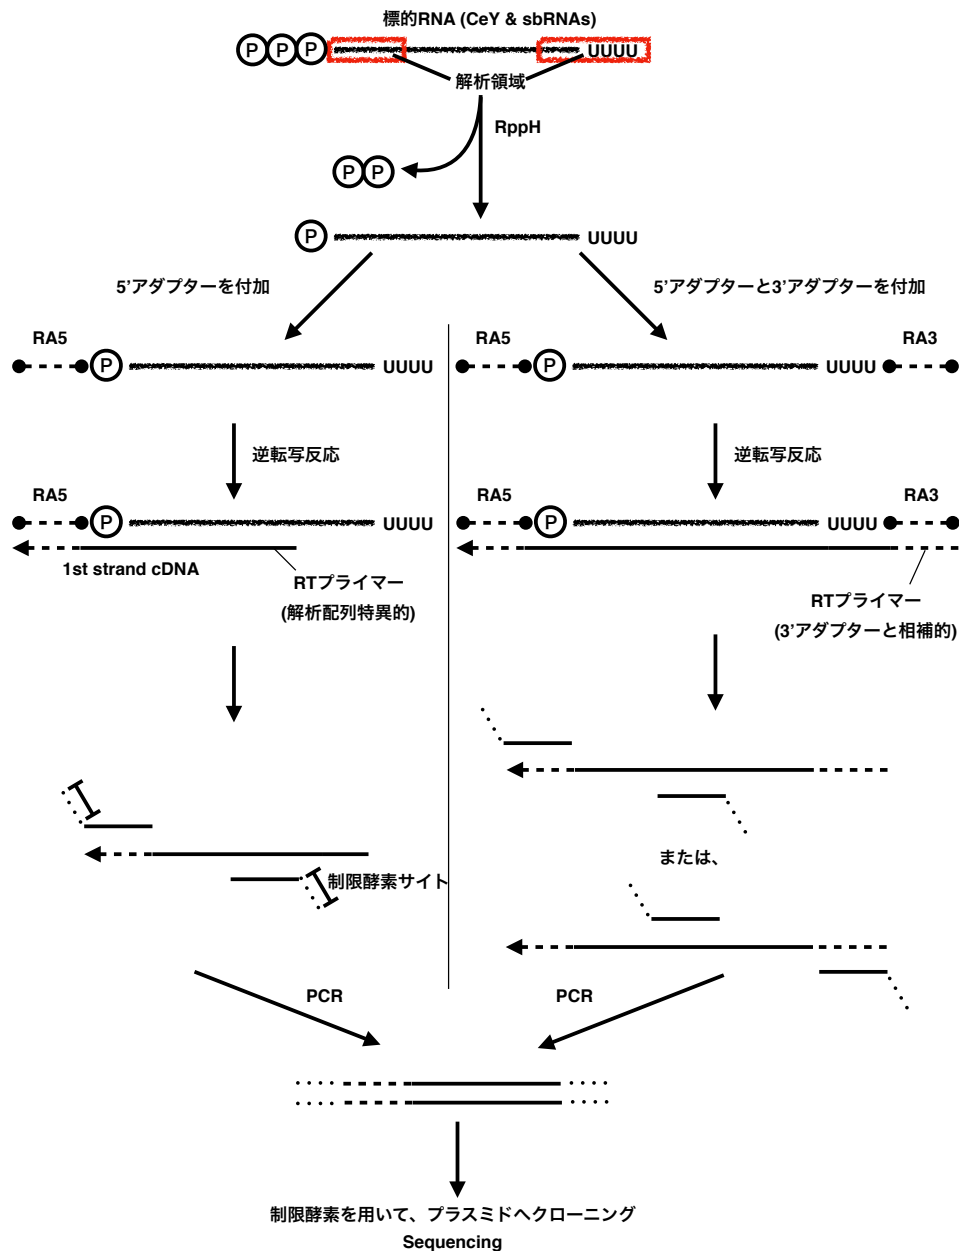 標的RNA (CeY & sbRNAs)
P P P UUUU
解析領域
RppH
P P
P UUUU
5’アダプターを付加 5’アダプターと3’アダプターを付加
RA5 RA5 RA3
P UUUU P UUUU
逆転写反応 逆転写反応
RA5 RA5 RA3
P UUUU P UUUU
1st strand cDNA
RTプライマー
(解析配列特異的)
RTプライマー
(3’アダプターと相補的)
または、
制限酵素サイト
PCR PCR
制限酵素を用いて、プラスミドへクローニング
Sequencing